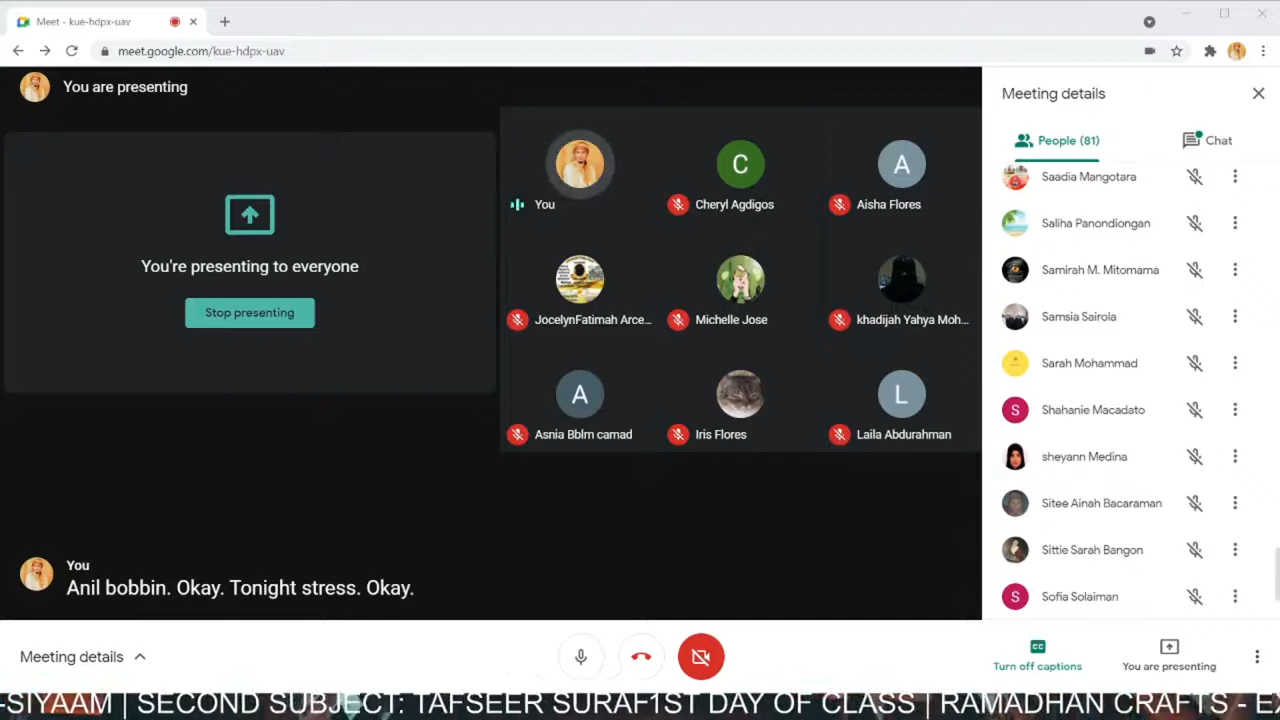 Meet - kue-hdpx-uav
meet.google.com/kue-hdpx-uav
You are presenting
You're presenting to everyone
Stop presenting
You
C
Cheryl Agdigos
A
Aisha Flores
JocelynFatimah Arce...
Michelle Jose
khadijah Yahya Moh...
A
Asnia Bblm camad
Iris Flores
L
Laila Abdurahman
You
Anil bobbin. Okay. Tonight stress. Okay.
Meeting details
People (81)
Chat
Saadia Mangotara
Saliha Panondiongan
Samirah M. Mitomama
Samsia Sairola
Sarah Mohammad
S
Shahanie Macadato
sheyann Medina
Sitee Ainah Bacaraman
Sittie Sarah Bangon
S
Sofia Solaiman
Meeting details
CC
Turn off captions
You are presenting
-SIYAAM | SECOND SUBJECT: TAFSEER SURAF1ST DAY OF CLASS | RAMADHAN CRAFTS - EX